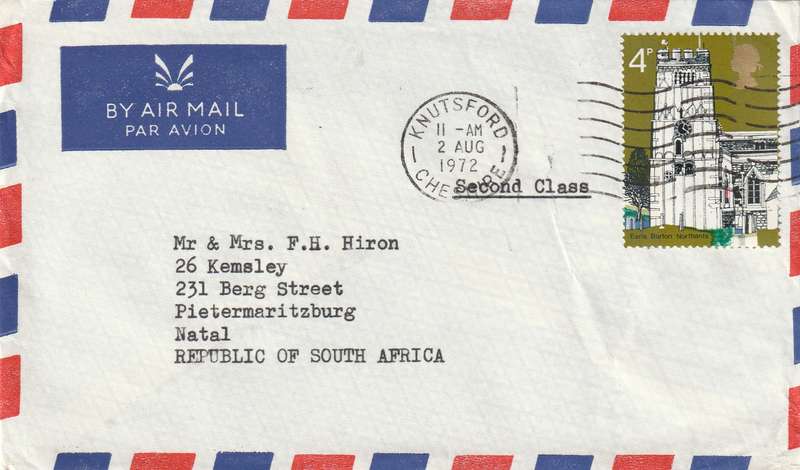 BY AIR MAIL
PAR AVION
KNUTSFORD
11-AM
2 AUG
1972
CHESHIRE
Second Class
4P
Earls Barton Northants
Mr & Mrs. F.H. Hiron
26 Kemsley
231 Berg Street
Pietermaritzburg
Natal
REPUBLIC OF SOUTH AFRICA